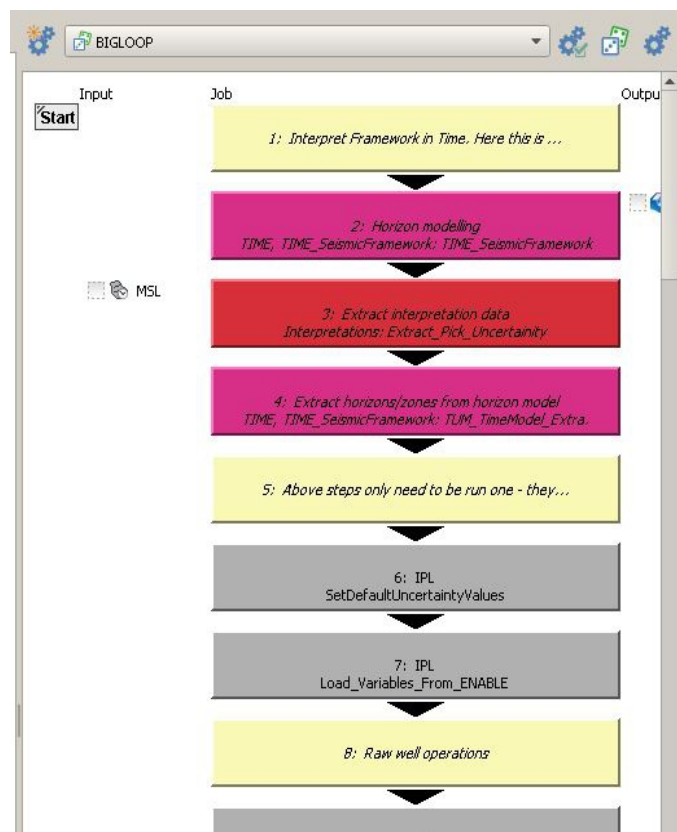 BIGLOOP
Input Job Outpu
Start
1: Interpret Framework in Time. Here this is ...
2: Horizon modelling
TIME, TIME_SeismicFramework: TIME_SeismicFramework
MSL
3: Extract interpretation data
Interpretations: Extract_Pick_Uncertainity
4: Extract horizons/zones from horizon model
TIME, TIME_SeismicFramework: TUM_TimeModel_Extra.
5: Above steps only need to be run one - they...
6: IPL
SetDefaultUncertaintyValues
7: IPL
Load_Variables_From_ENABLE
8: Raw well operations